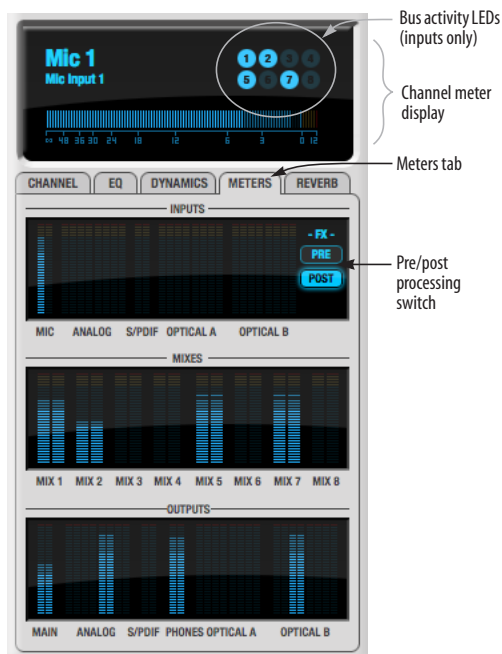 Bus activity LEDs
(inputs only)
Mic 1
Mic Input 1
1 2 3 4
5 6 7 8
Channel meter
display
∞ 48 36 30 24 18 12 6 3 0 12
Meters tab
CHANNEL EQ DYNAMICS METERS REVERB
INPUTS
- FX -
PRE
POST
Pre/post
processing
switch
MIC ANALOG S/PDIF OPTICAL A OPTICAL B
MIXES
MIX 1 MIX 2 MIX 3 MIX 4 MIX 5 MIX 6 MIX 7 MIX 8
OUTPUTS
MAIN ANALOG S/PDIF PHONES OPTICAL A OPTICAL B